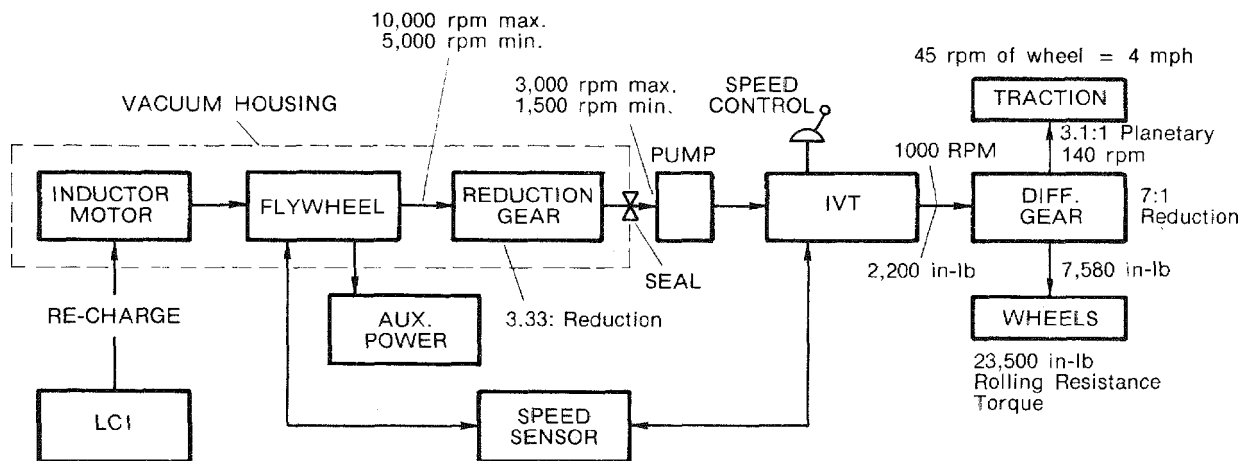 10,000 rpm max.
5,000 rpm min.
45 rpm of wheel = 4 mph
VACUUM HOUSING
3,000 rpm max.
1,500 rpm min.
SPEED
CONTROL
TRACTION
3.1:1 Planetary
140 rpm
PUMP
1000 RPM
INDUCTOR
MOTOR
FLYWHEEL
REDUCTION
GEAR
IVT
DIFF.
GEAR
7:1
Reduction
SEAL
2,200 in-lb
7,580 in-lb
RE-CHARGE
AUX.
POWER
3.33: Reduction
WHEELS
23,500 in-lb
Rolling Resistance
Torque
LCI
SPEED
SENSOR